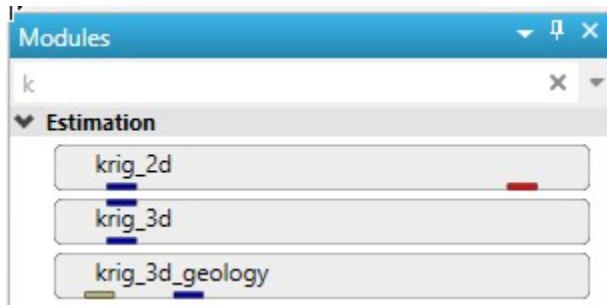 Modules
k
Estimation
krig_2d
krig_3d
krig_3d_geology